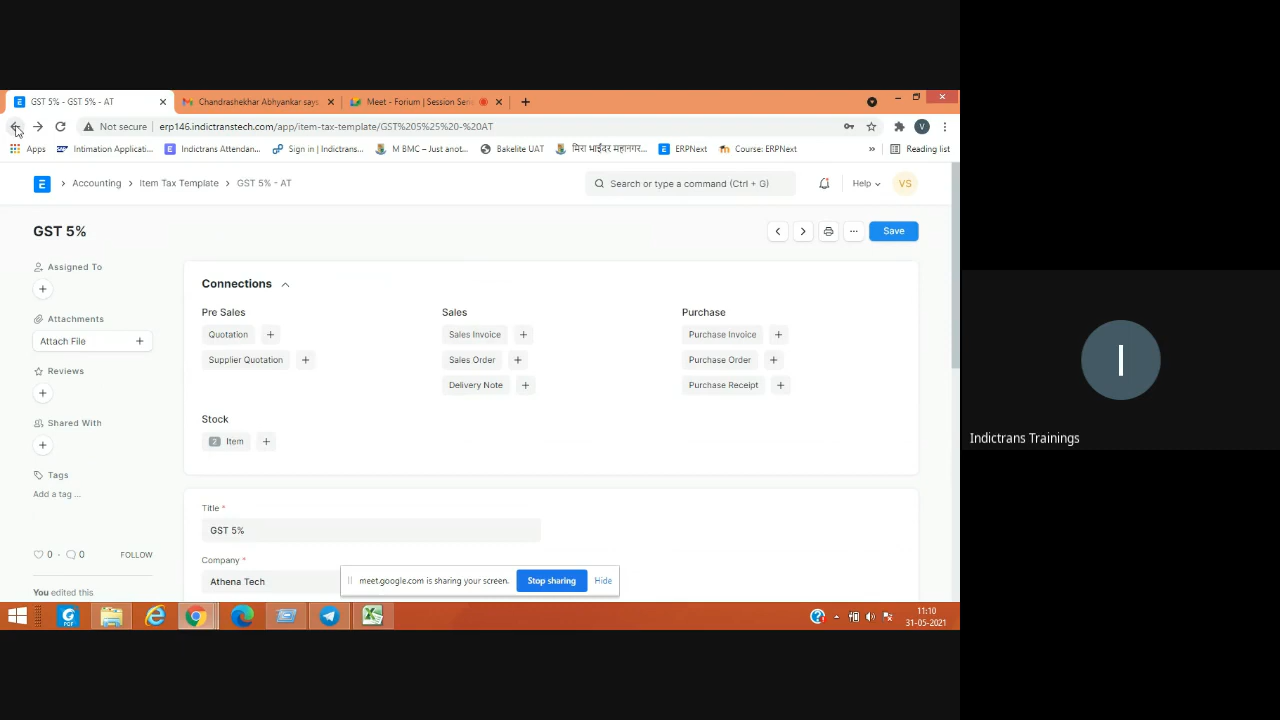 GST 5% - GST 5% - AT
Chandrashekhar Abhyankar says
Meet - Forium | Session Serie
Not secure
erp146.indictranstech.com/app/item-tax-template/GST%205%25%20-%20AT
Apps
Intimation Applicati...
Indictrans Attendan...
Sign in | Indictrans...
M BMC – Just anot...
Bakelite UAT
मिरा भाईंदर महानगर...
ERPNext
Course: ERPNext
»
Reading list
Accounting
Item Tax Template
GST 5% - AT
Search or type a command (Ctrl + G)
Help
VS
GST 5%
Save
Assigned To
Attachments
Attach File
Reviews
Shared With
Tags
Add a tag ...
0 · 0
FOLLOW
You edited this
Connections
Pre Sales
Quotation
Supplier Quotation
Sales
Sales Invoice
Sales Order
Delivery Note
Purchase
Purchase Invoice
Purchase Order
Purchase Receipt
Stock
2 Item
Title *
GST 5%
Company *
Athena Tech
meet.google.com is sharing your screen.
Stop sharing
Hide
11:10
31-05-2021
I
Indictrans Trainings